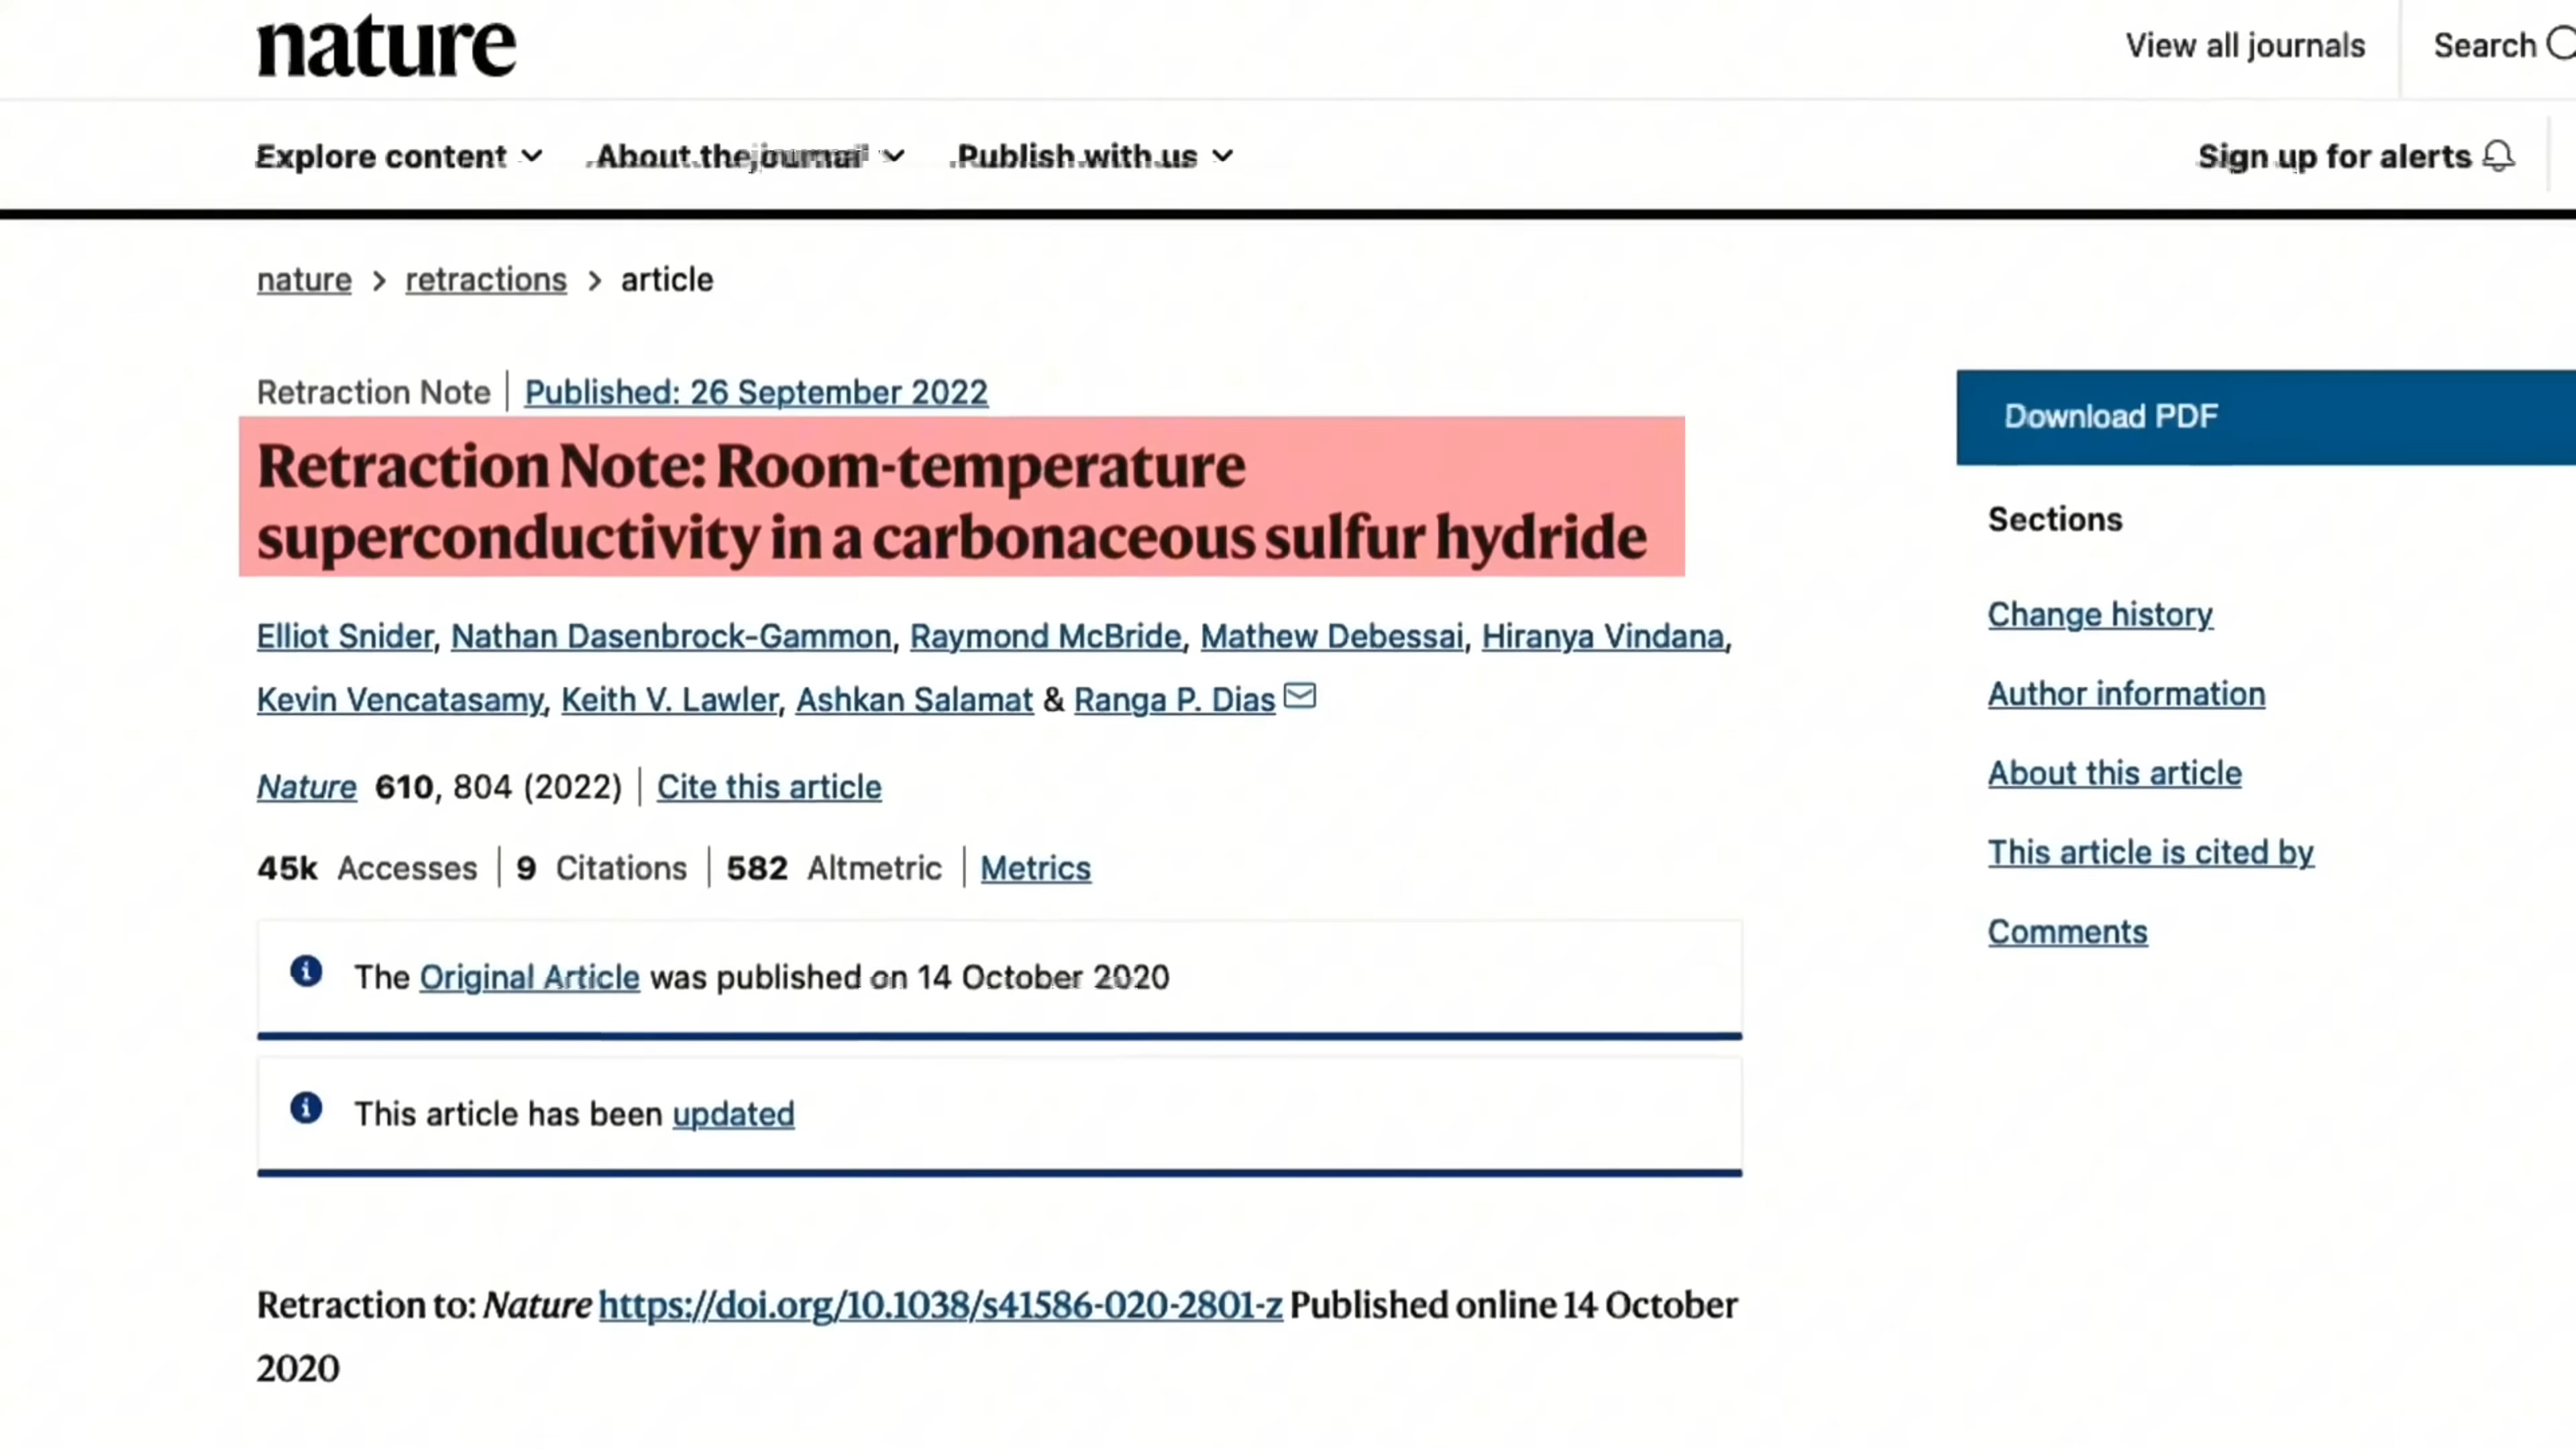 nature
View all journals
Search
Explore content
About the journal
Publish with us
Sign up for alerts
nature > retractions > article
Retraction Note | Published: 26 September 2022
Retraction Note: Room-temperature
superconductivity in a carbonaceous sulfur hydride
Elliot Snider, Nathan Dasenbrock-Gammon, Raymond McBride, Mathew Debessai, Hiranya Vindana,
Kevin Vencatasamy, Keith V. Lawler, Ashkan Salamat & Ranga P. Dias
Nature 610, 804 (2022) | Cite this article
45k Accesses | 9 Citations | 582 Altmetric | Metrics
The Original Article was published on 14 October 2020
This article has been updated
Retraction to: Nature https://doi.org/10.1038/s41586-020-2801-z Published online 14 October
2020
Download PDF
Sections
Change history
Author information
About this article
This article is cited by
Comments